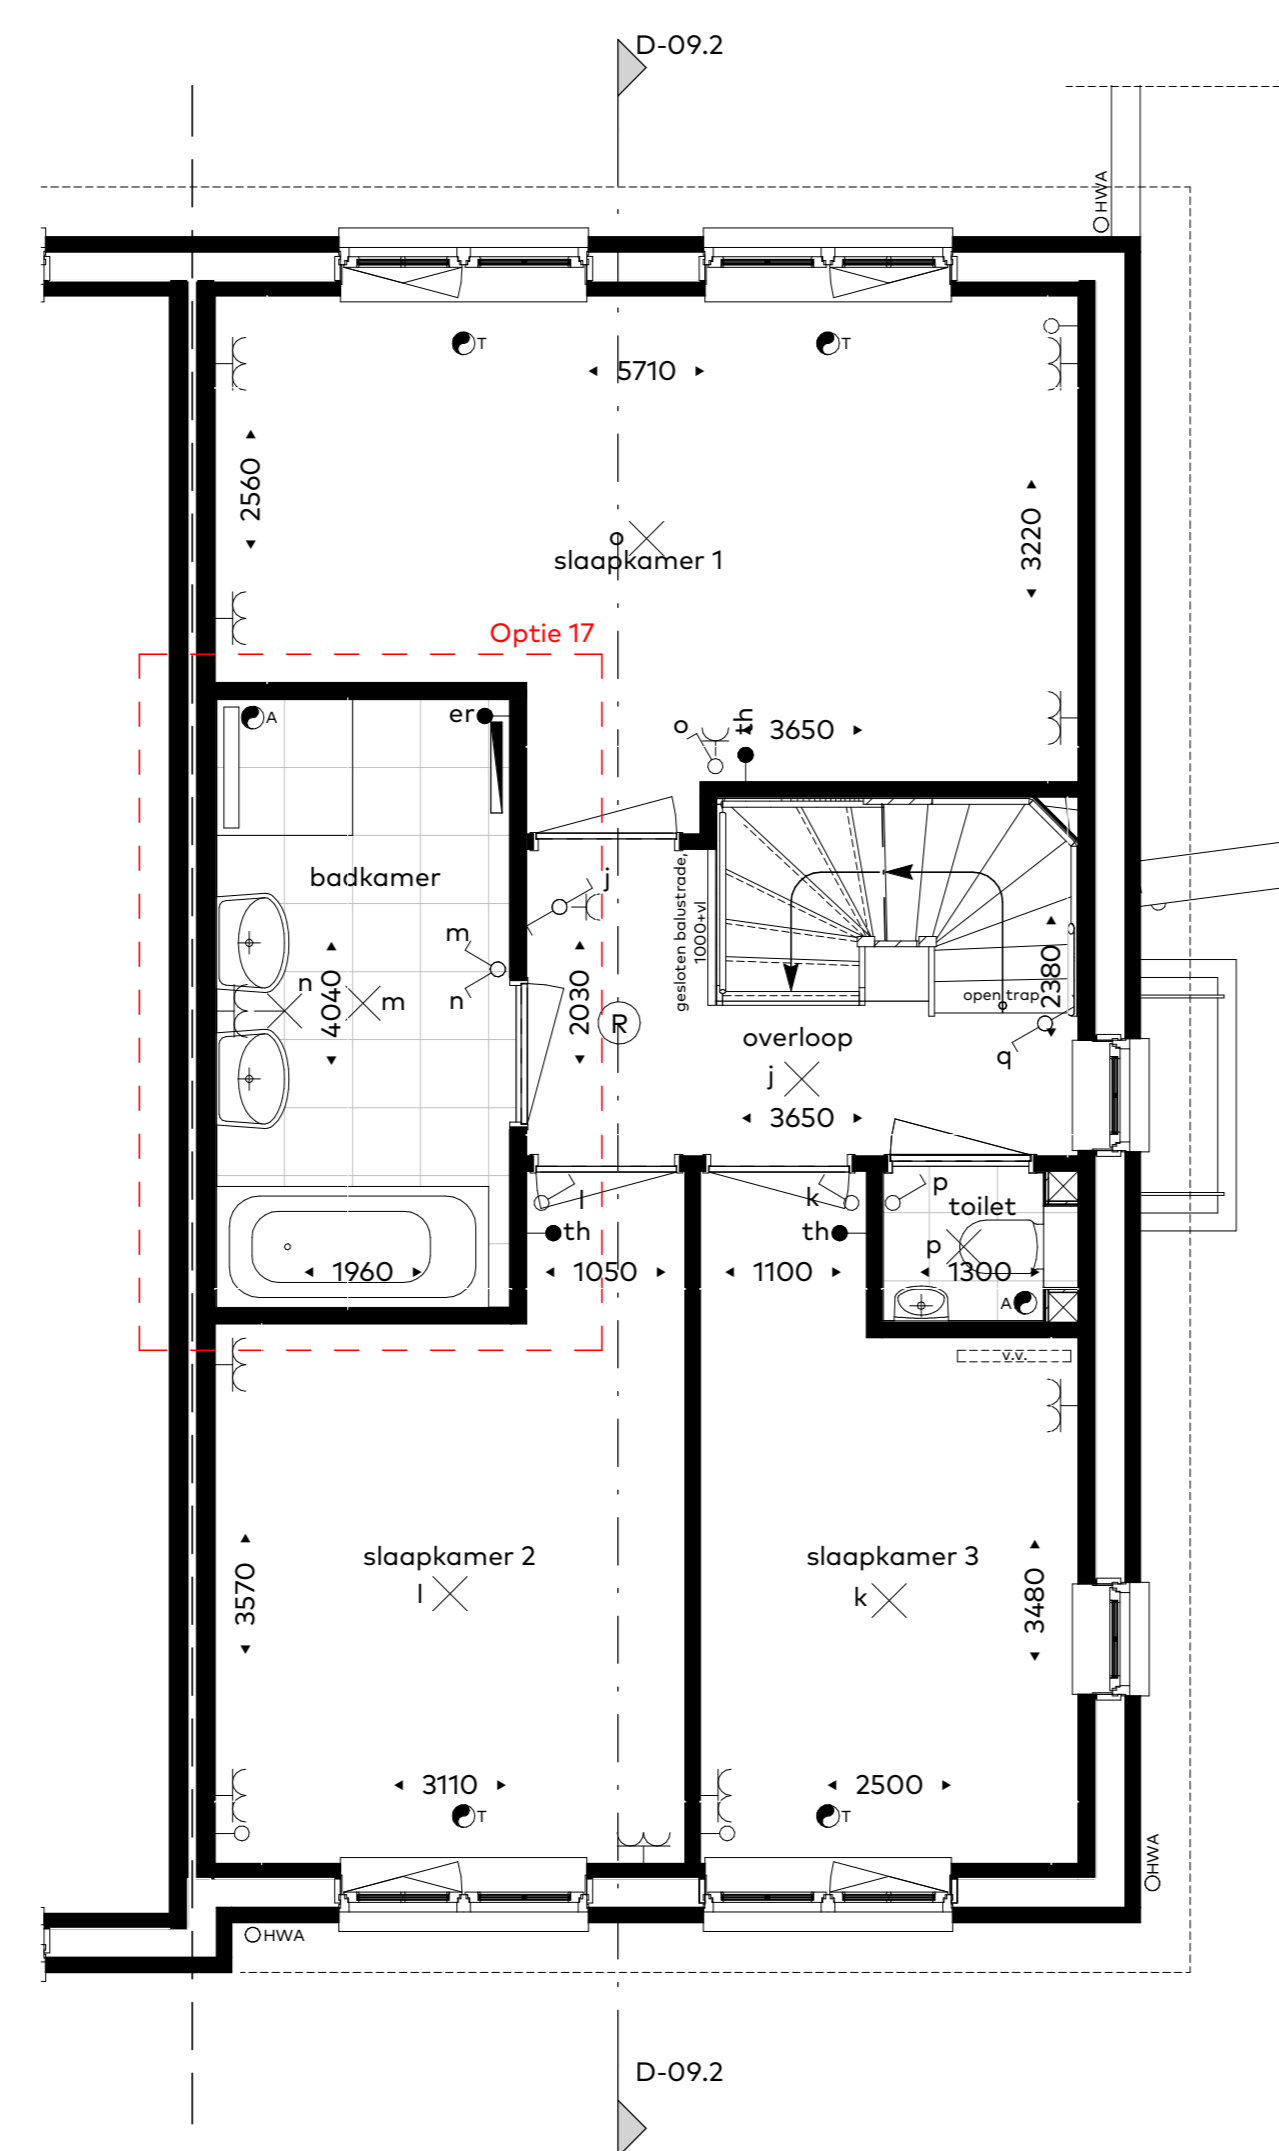 D-09.2
HWA
T
T
5710
2560
3220
o
slaapkamer 1
Optie 17
A
er
o
th
3650
badkamer
j
gesloten balustrade,
1000+vl
m
n
n
4040
m
2030
R
open trap
2380
overloop
q
j
3650
l
k
p
toilet
th
th
p
1960
1050
1100
1300
A
v.v.
slaapkamer 2
l
slaapkamer 3
k
3570
3480
3110
2500
T
T
HWA
HWA
D-09.2